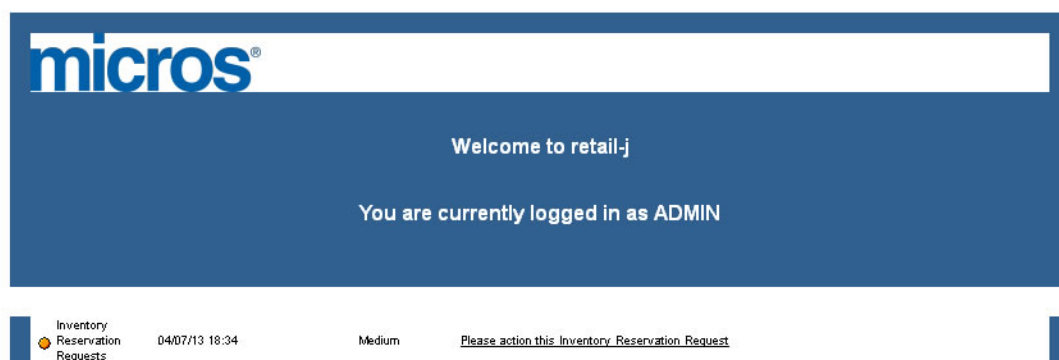 micros®
Welcome to retail-j
You are currently logged in as ADMIN
Inventory
Reservation
Requests
04/07/13 18:34
Medium
Please action this Inventory Reservation Request